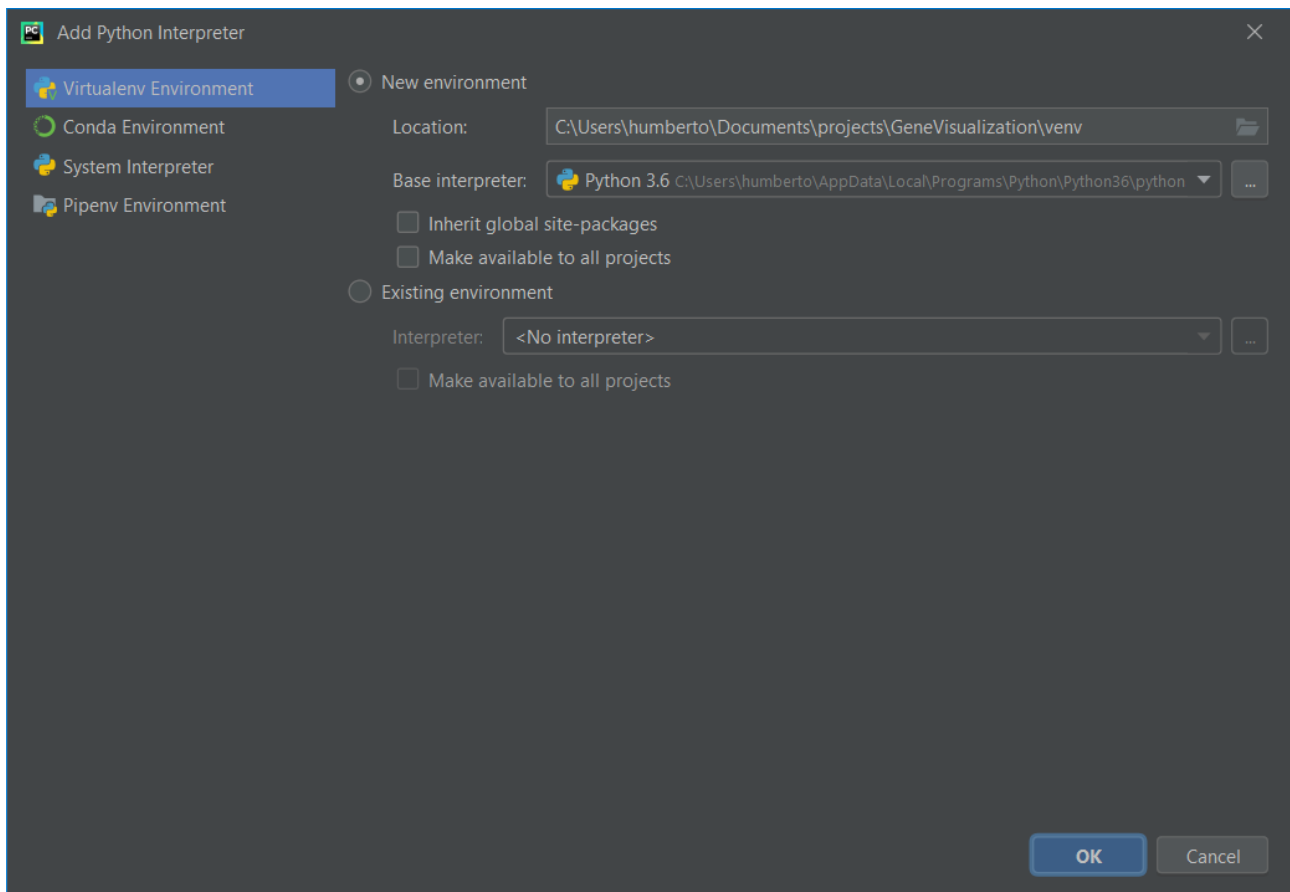 PC
Add Python Interpreter
Virtualenv Environment
Conda Environment
System Interpreter
Pipenv Environment
New environment
Location: C:\Users\humberto\Documents\projects\GeneVisualization\venv
Base interpreter: Python 3.6 C:\Users\humberto\AppData\Local\Programs\Python\Python36\python ...
Inherit global site-packages
Make available to all projects
Existing environment
Interpreter: <No interpreter> ...
Make available to all projects
OK Cancel